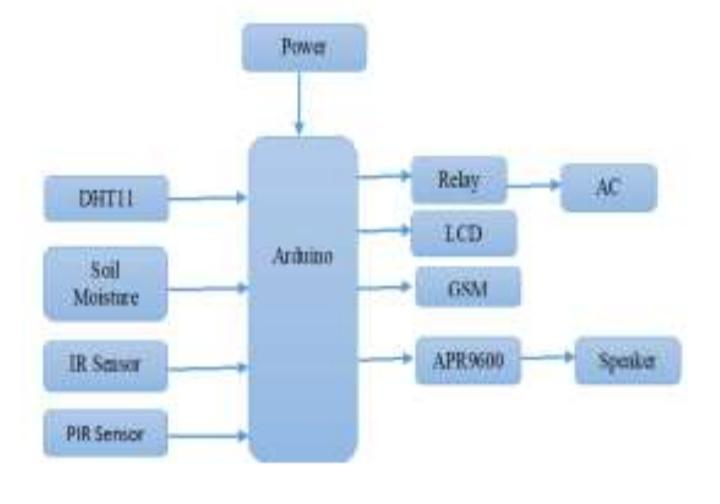 Power
DHT11
Soil
Moisture
IR Sensor
PIR Sensor
Arduino
Relay
AC
LCD
GSM
APR9600
Speaker